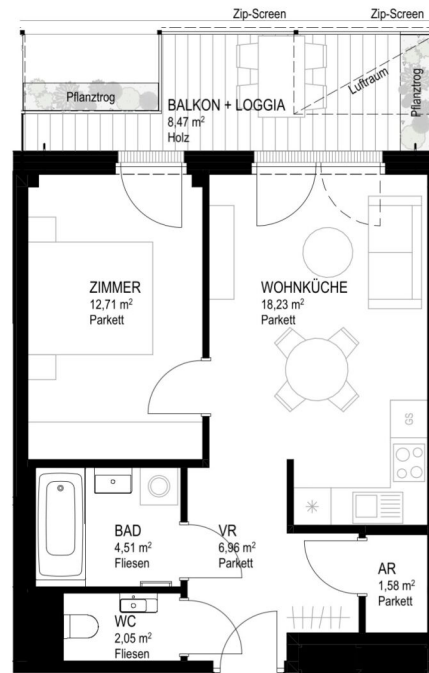 Zip-Screen
Zip-Screen
Pflanztrog
Luftraum
Pflanztrog
BALKON + LOGGIA
8,47 m²
Holz
ZIMMER
12,71 m²
Parkett
WOHNKÜCHE
18,23 m²
Parkett
GS
BAD
4,51 m²
Fliesen
VR
6,96 m²
Parkett
AR
1,58 m²
Parkett
WC
2,05 m²
Fliesen